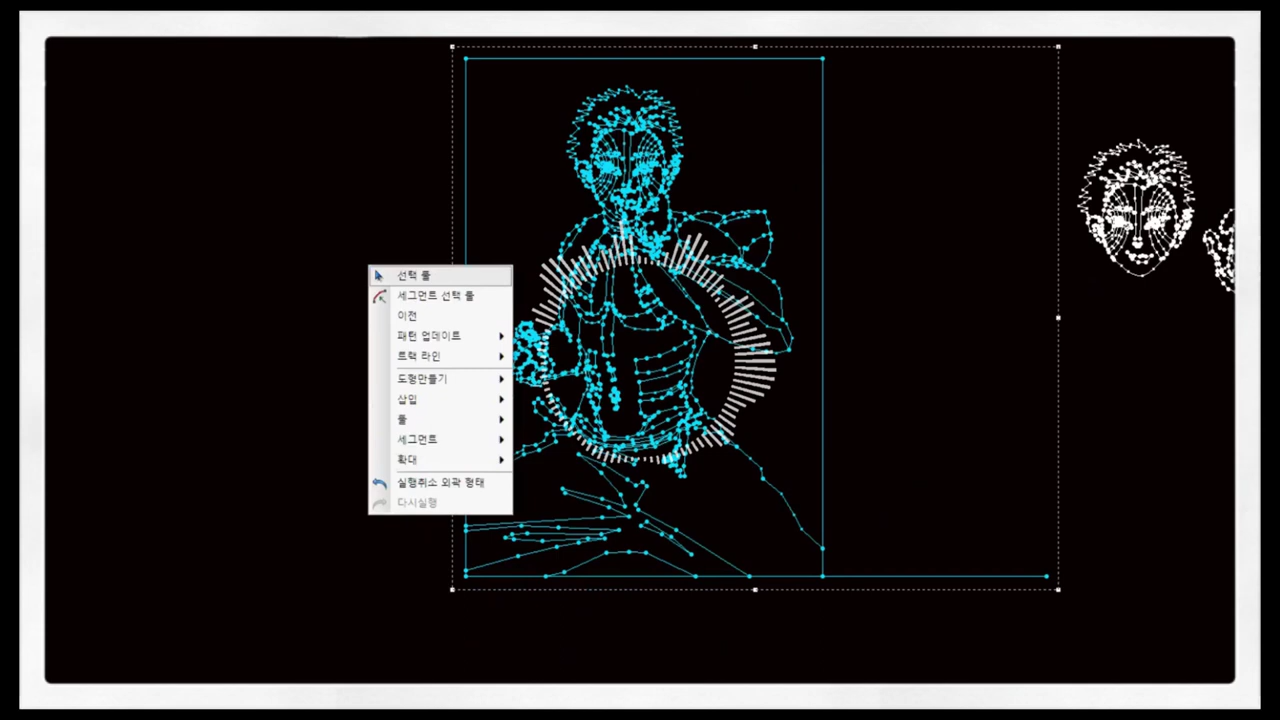 선택 툴
세그먼트 선택 툴
이전
패턴 업데이트
트랙 라인
도형만들기
삽입
툴
세그먼트
확대
실행취소 외곽 형태
다시실행